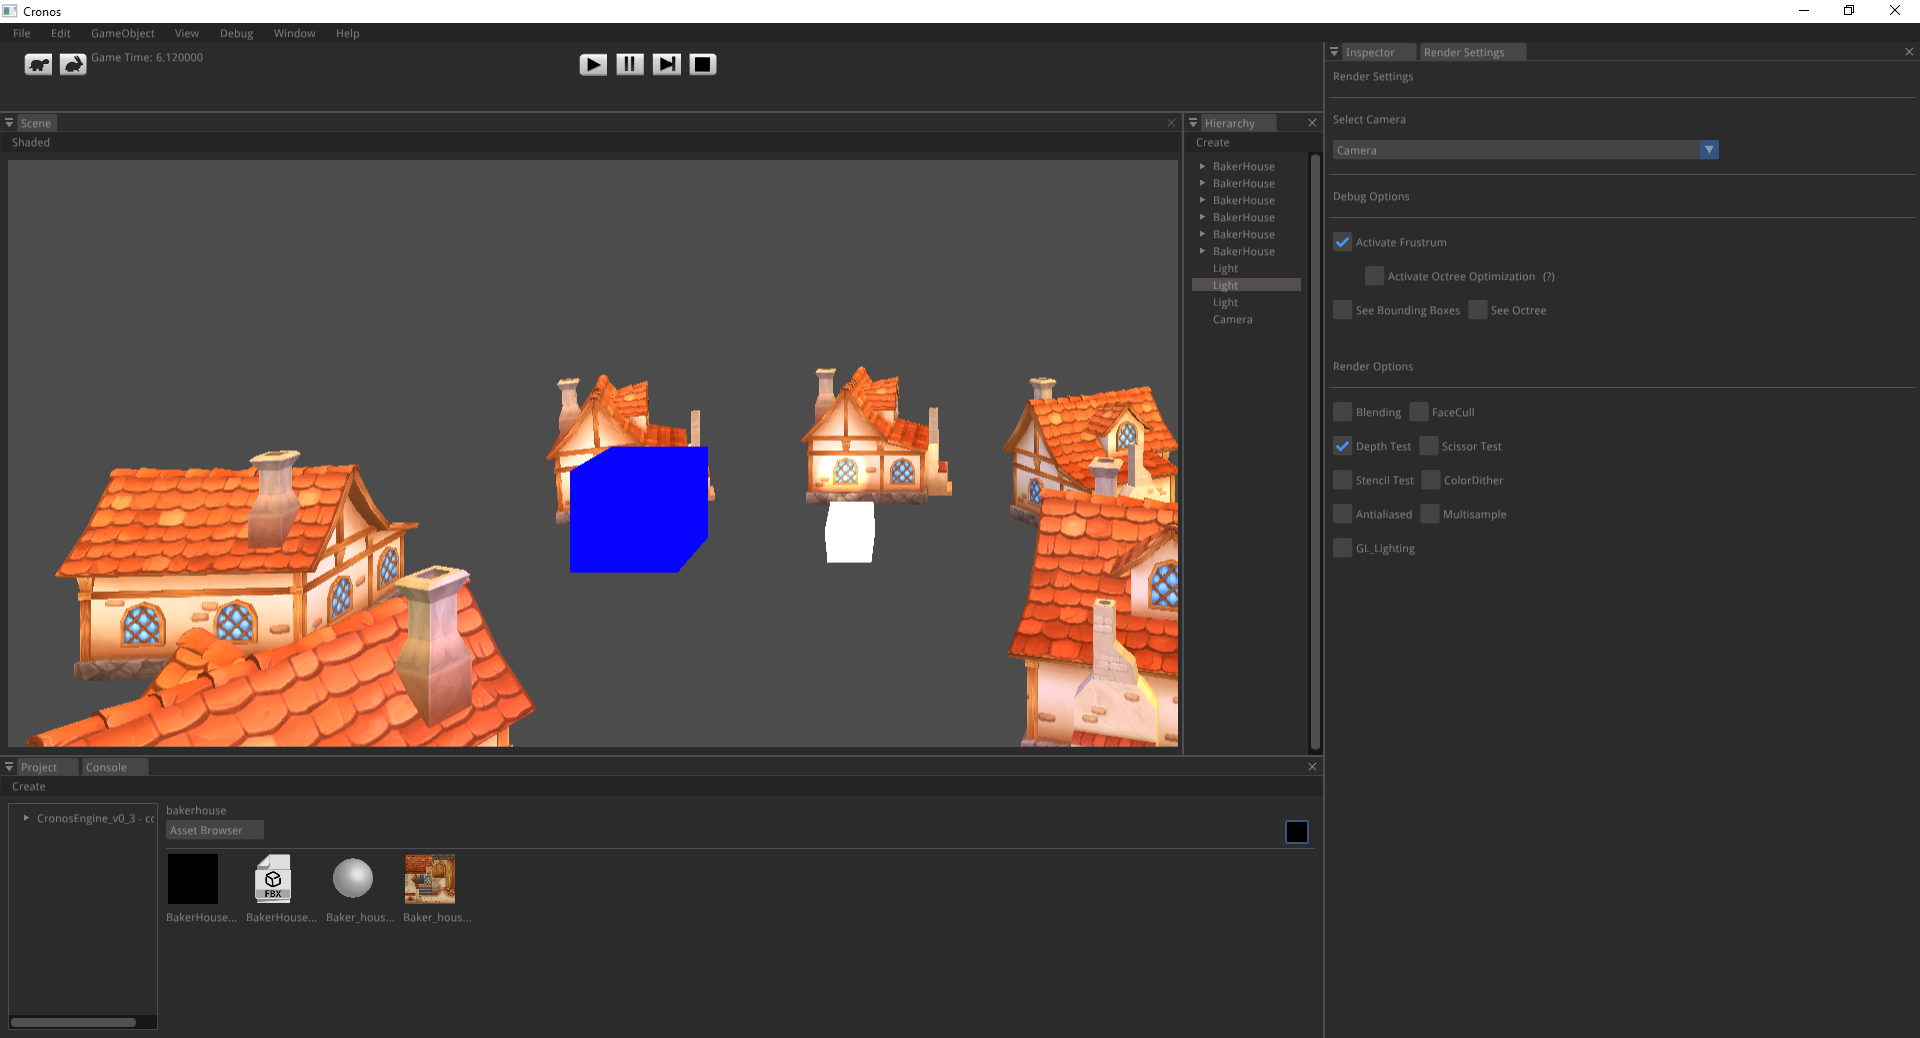 Cronos
File Edit GameObject View Debug Window Help
Game Time: 6.120000
Scene
Shaded
Hierarchy
Create
BakerHouse
BakerHouse
BakerHouse
BakerHouse
BakerHouse
BakerHouse
Light
Light
Light
Camera
Inspector Render Settings
Render Settings
Select Camera
Camera
Debug Options
Activate Frustrum
Activate Octree Optimization (?)
See Bounding Boxes See Octree
Render Options
Blending FaceCull
Depth Test Scissor Test
Stencil Test ColorDither
Antialiased Multisample
GL_Lighting
Project Console
Create
CronosEngine_v0_3 - co
bakerhouse
Asset Browser
FBX
BakerHouse... BakerHouse... Baker_hous... Baker_hous...